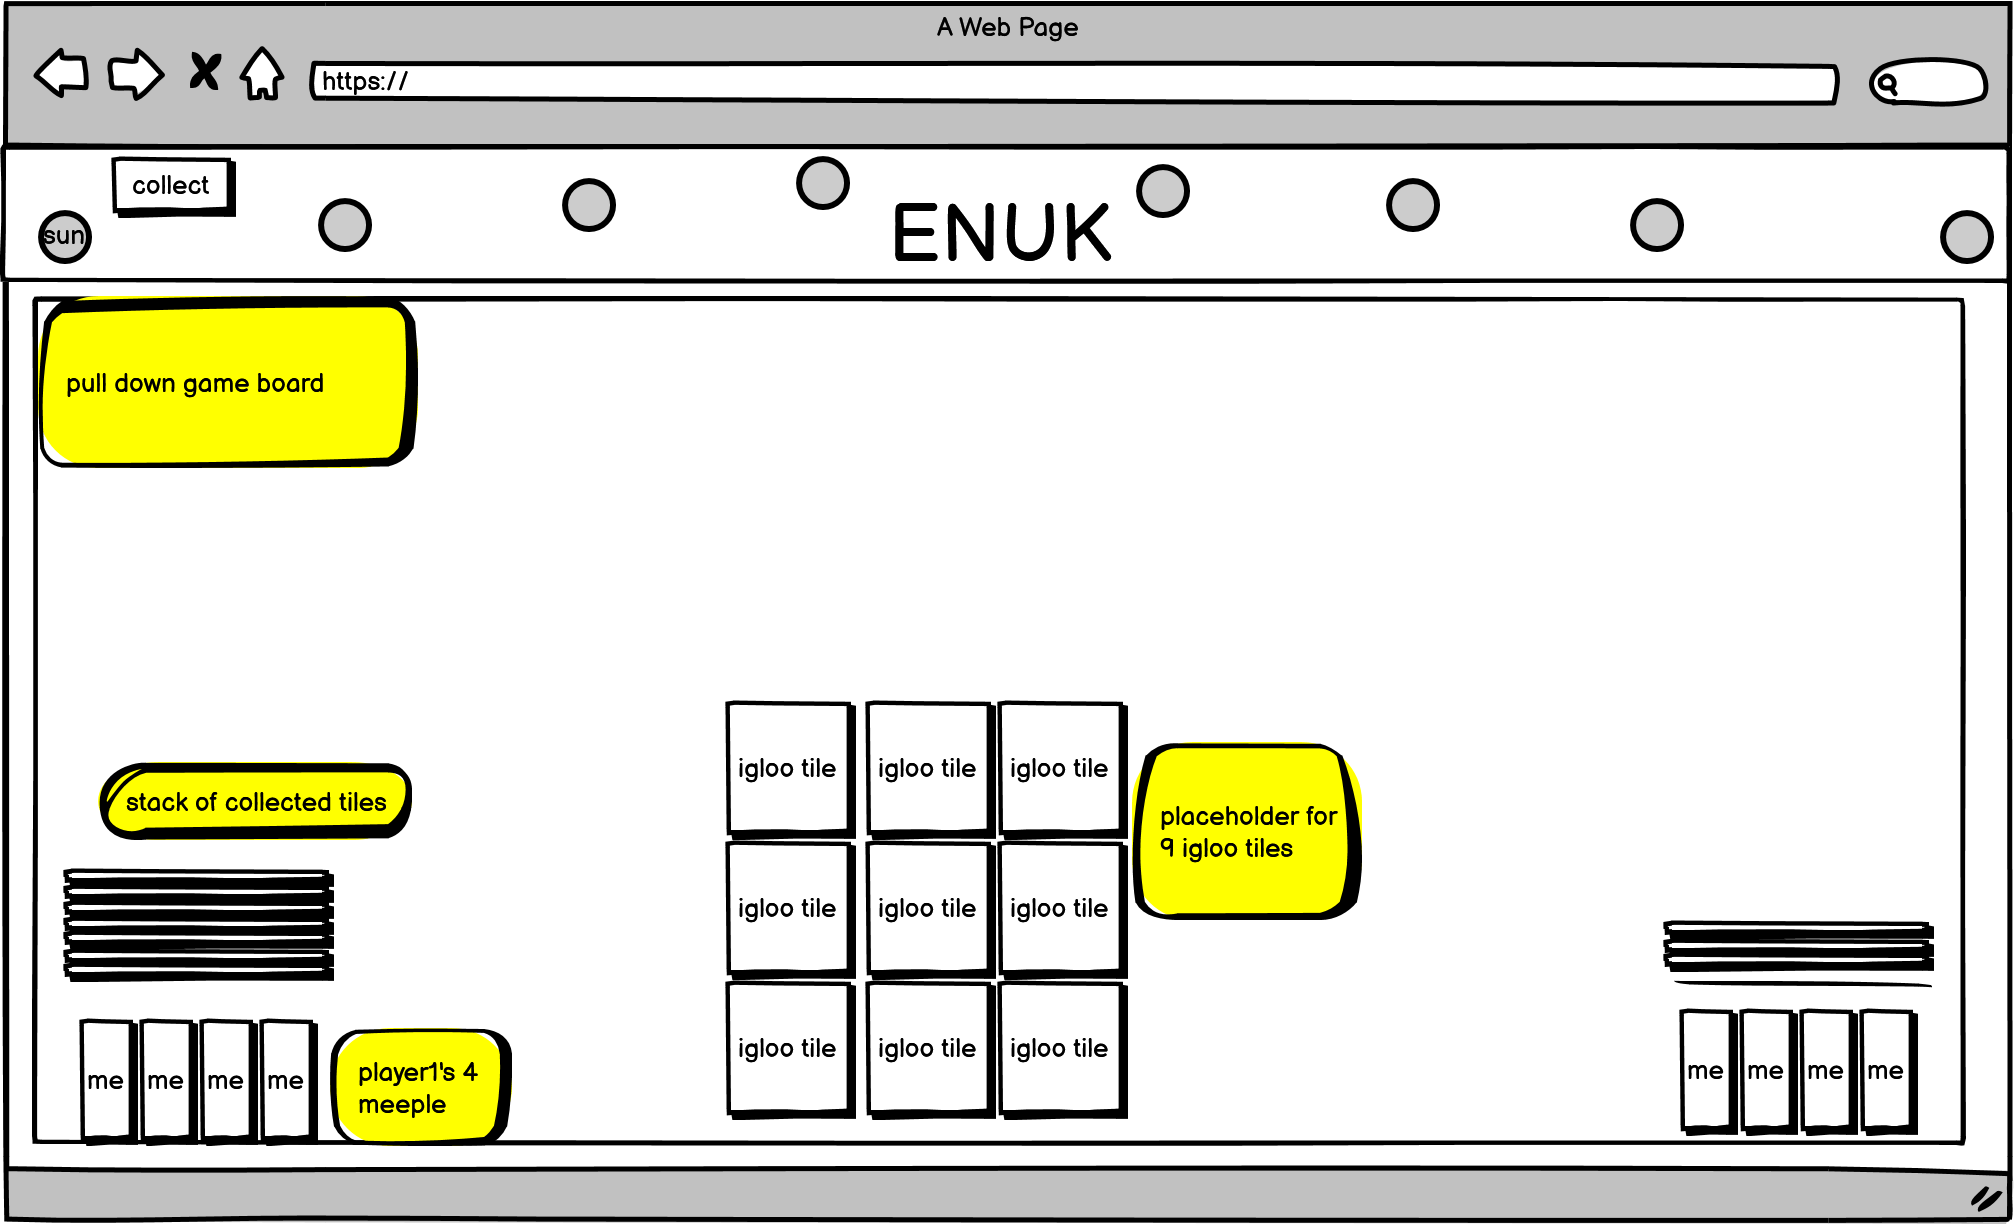 A Web Page
https://
collect
sun
ENUK
pull down game board
igloo tile igloo tile igloo tile
stack of collected tiles
placeholder for
9 igloo tiles
igloo tile igloo tile igloo tile
igloo tile igloo tile igloo tile
me me me me
player1's 4
meeple
me me me me